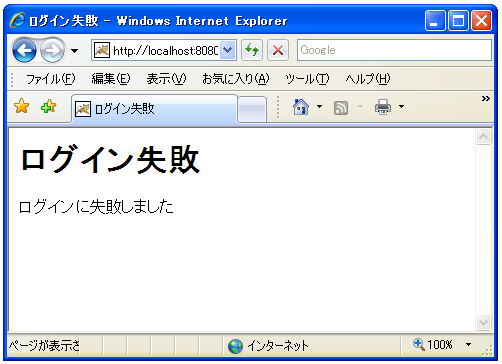 ログイン失敗 - Windows Internet Explorer
http://localhost:8080
Google
ファイル(F) 編集(E) 表示(V) お気に入り(A) ツール(T) ヘルプ(H)
ログイン失敗
ログイン失敗
ログインに失敗しました
ページが表示さ インターネット 100%